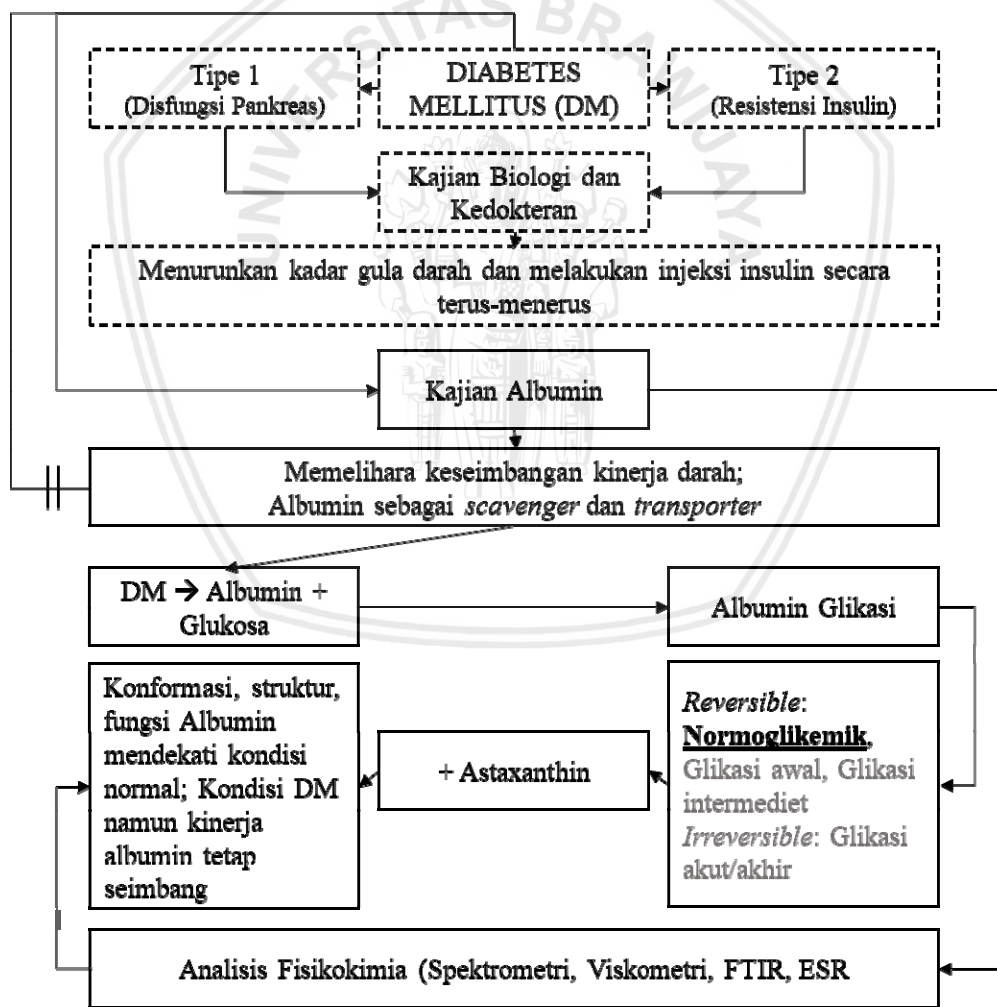 UNIVERSITAS BRAWIJAYA
Tipe 1
(Disfungsi Pankreas)
DIABETES
MELLITUS (DM)
Tipe 2
(Resistensi Insulin)
Kajian Biologi dan
Kedokteran
Menurunkan kadar gula darah dan melakukan injeksi insulin secara
terus-menerus
Kajian Albumin
Memelihara keseimbangan kinerja darah;
Albumin sebagai scavenger dan transporter
DM → Albumin +
Glukosa
Albumin Glikasi
Konformasi, struktur,
fungsi Albumin
mendekati kondisi
normal; Kondisi DM
namun kinerja
albumin tetap
seimbang
+ Astaxanthin
Reversible:
Normoglikemik,
Glikasi awal, Glikasi
intermediet
Irreversible: Glikasi
akut/akhir
Analisis Fisikokimia (Spektrometri, Viskometri, FTIR, ESR